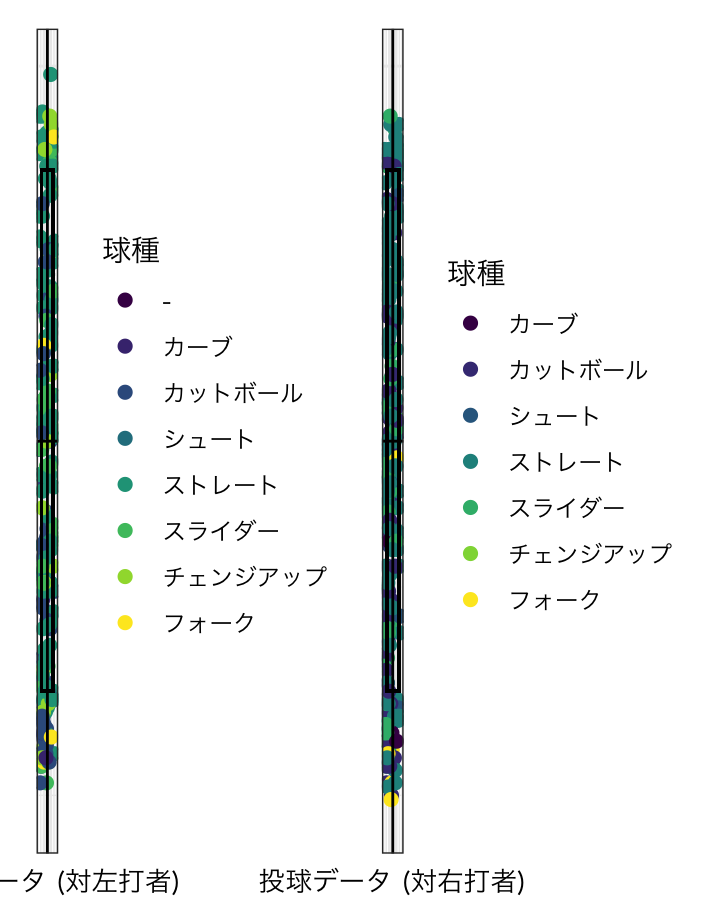 球種
-
カーブ
カットボール
シュート
ストレート
スライダー
チェンジアップ
フォーク
球種
カーブ
カットボール
シュート
ストレート
スライダー
チェンジアップ
フォーク
ータ (対左打者)
投球データ (対右打者)